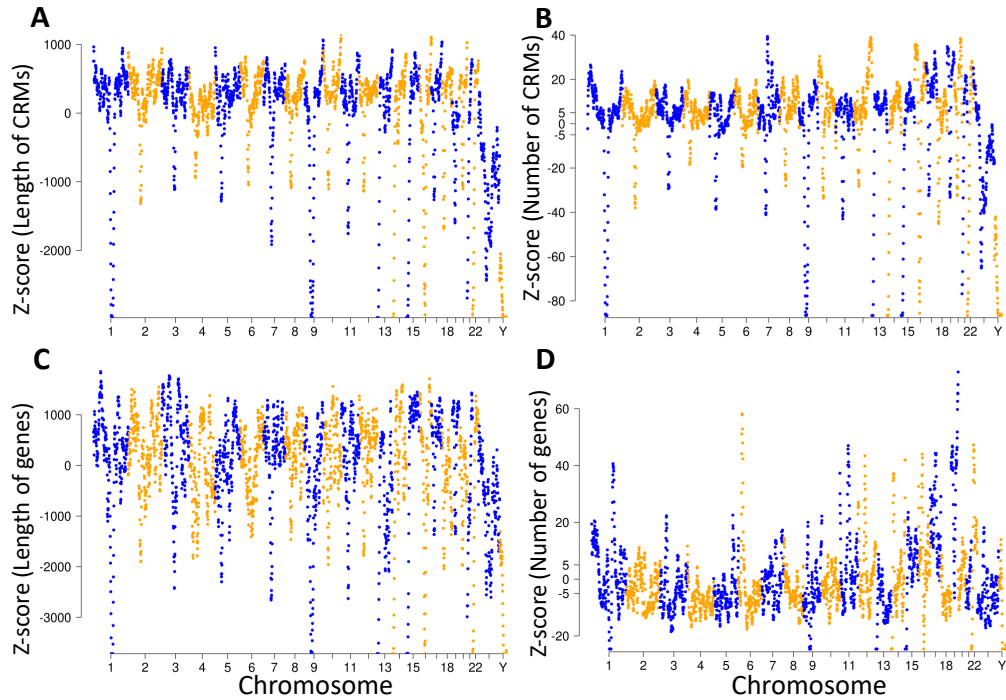 A
Z-score (Length of CRMs)
1000
0
-1000
-2000
1 2 3 4 5 6 7 8 9 11 13 15 18 22 Y
B
Z-score (Number of CRMs)
40
20
5
0
-5
-20
-40
-60
-80
1 2 3 4 5 6 7 8 9 11 13 15 18 22 Y
C
Z-score (Length of genes)
1000
0
-1000
-2000
-3000
1 2 3 4 5 6 7 8 9 11 13 15 18 22 Y
Chromosome
D
Z-score (Number of genes)
60
40
20
5
0
-5
-20
1 2 3 4 5 6 7 8 9 11 13 15 18 22 Y
Chromosome